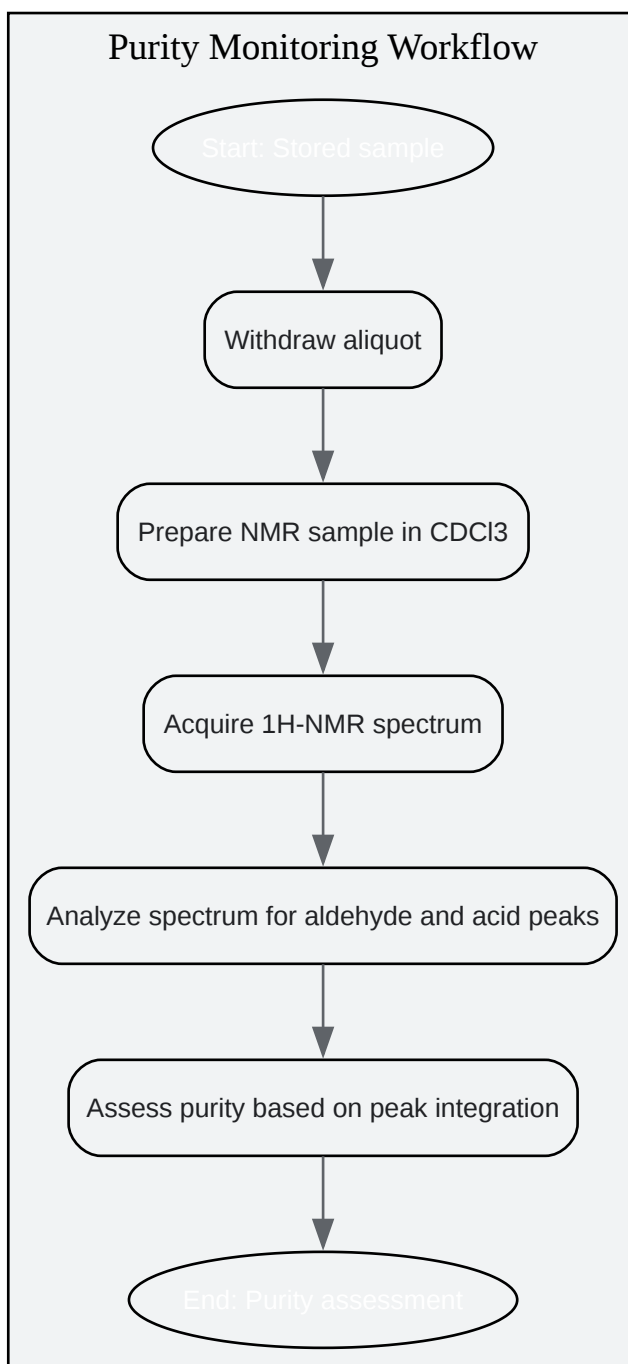 Purity Monitoring Workflow
Start: Stored sample
Withdraw aliquot
Prepare NMR sample in CDCl3
Acquire 1H-NMR spectrum
Analyze spectrum for aldehyde and acid peaks
Assess purity based on peak integration
End: Purity assessment